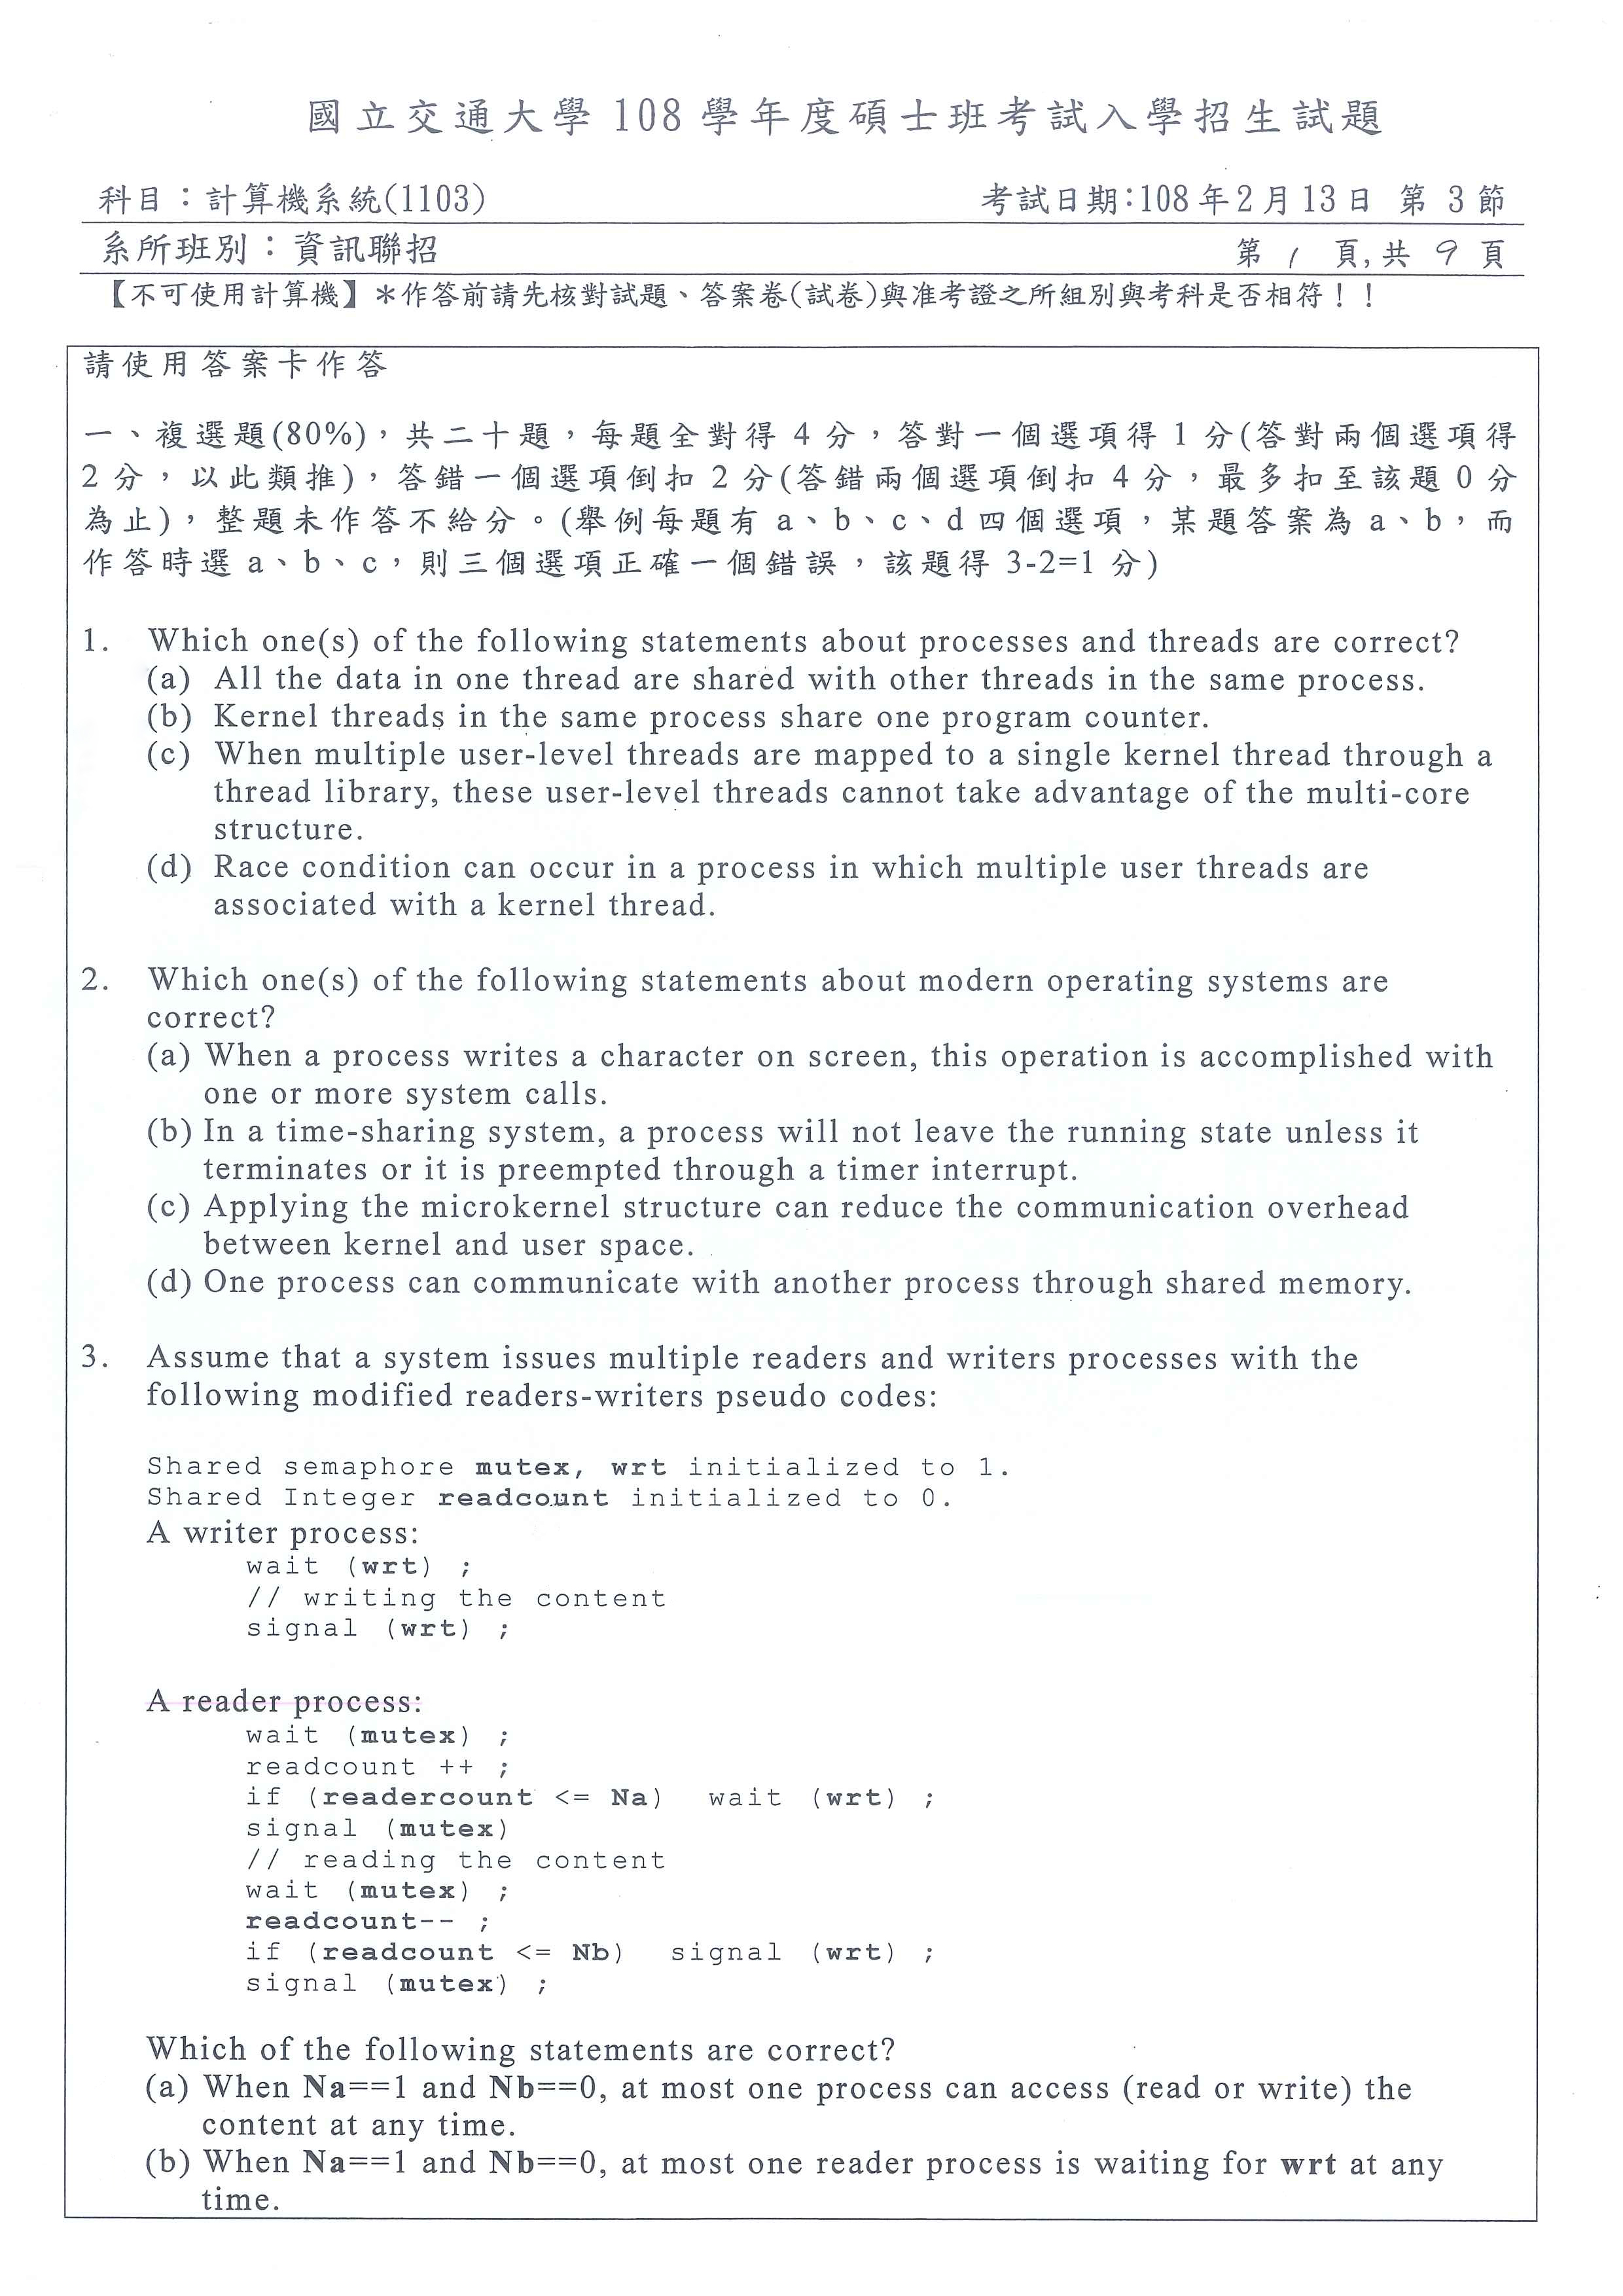 國立交通大學 108 學年度碩士班考試入學招生試題
科目：計算機系統(1103) 考試日期:108年2月13日 第 3 節
系所班別：資訊聯招 第 1 頁,共 9 頁
【不可使用計算機】＊作答前請先核對試題、答案卷(試卷)與准考證之所組別與考科是否相符！！
請使用答案卡作答
一、複選題(80%)，共二十題，每題全對得 4 分，答對一個選項得 1 分(答對兩個選項得
2 分，以此類推)，答錯一個選項倒扣 2 分(答錯兩個選項倒扣 4 分，最多扣至該題 0 分
為止)，整題未作答不給分。(舉例每題有 a、b、c、d 四個選項，某題答案為 a、b，而
作答時選 a、b、c，則三個選項正確一個錯誤，該題得 3-2=1 分)
1. Which one(s) of the following statements about processes and threads are correct?
(a) All the data in one thread are shared with other threads in the same process.
(b) Kernel threads in the same process share one program counter.
(c) When multiple user-level threads are mapped to a single kernel thread through a
thread library, these user-level threads cannot take advantage of the multi-core
structure.
(d) Race condition can occur in a process in which multiple user threads are
associated with a kernel thread.
2. Which one(s) of the following statements about modern operating systems are
correct?
(a) When a process writes a character on screen, this operation is accomplished with
one or more system calls.
(b) In a time-sharing system, a process will not leave the running state unless it
terminates or it is preempted through a timer interrupt.
(c) Applying the microkernel structure can reduce the communication overhead
between kernel and user space.
(d) One process can communicate with another process through shared memory.
3. Assume that a system issues multiple readers and writers processes with the
following modified readers-writers pseudo codes:
Shared semaphore mutex, wrt initialized to 1.
Shared Integer readcount initialized to 0.
A writer process:
wait (wrt) ;
// writing the content
signal (wrt) ;
A reader process:
wait (mutex) ;
readcount ++ ;
if (readercount <= Na) wait (wrt) ;
signal (mutex)
// reading the content
wait (mutex) ;
readcount-- ;
if (readcount <= Nb) signal (wrt) ;
signal (mutex) ;
Which of the following statements are correct?
(a) When Na==1 and Nb==0, at most one process can access (read or write) the
content at any time.
(b) When Na==1 and Nb==0, at most one reader process is waiting for wrt at any
time.